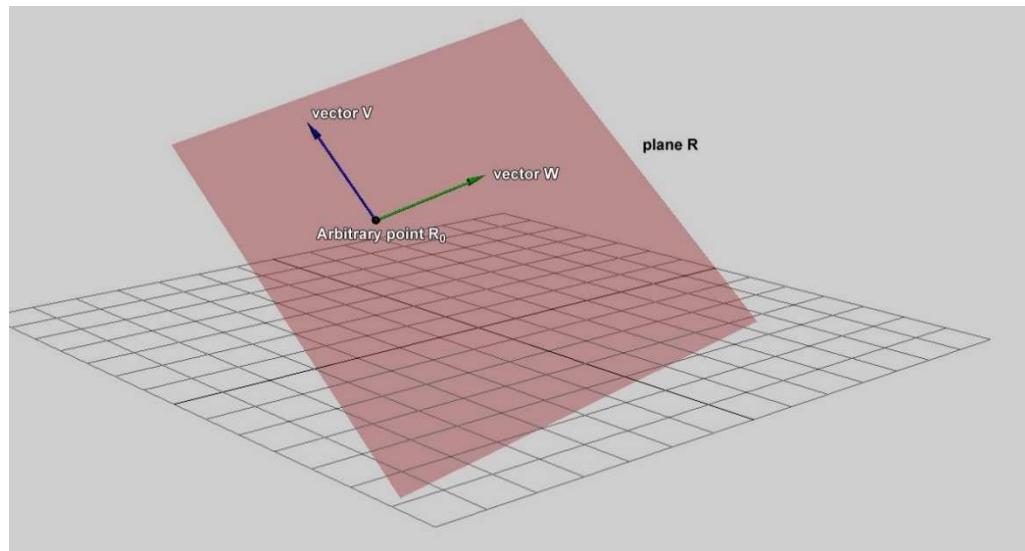 vector V
plane R
vector W
Arbitrary point R₀